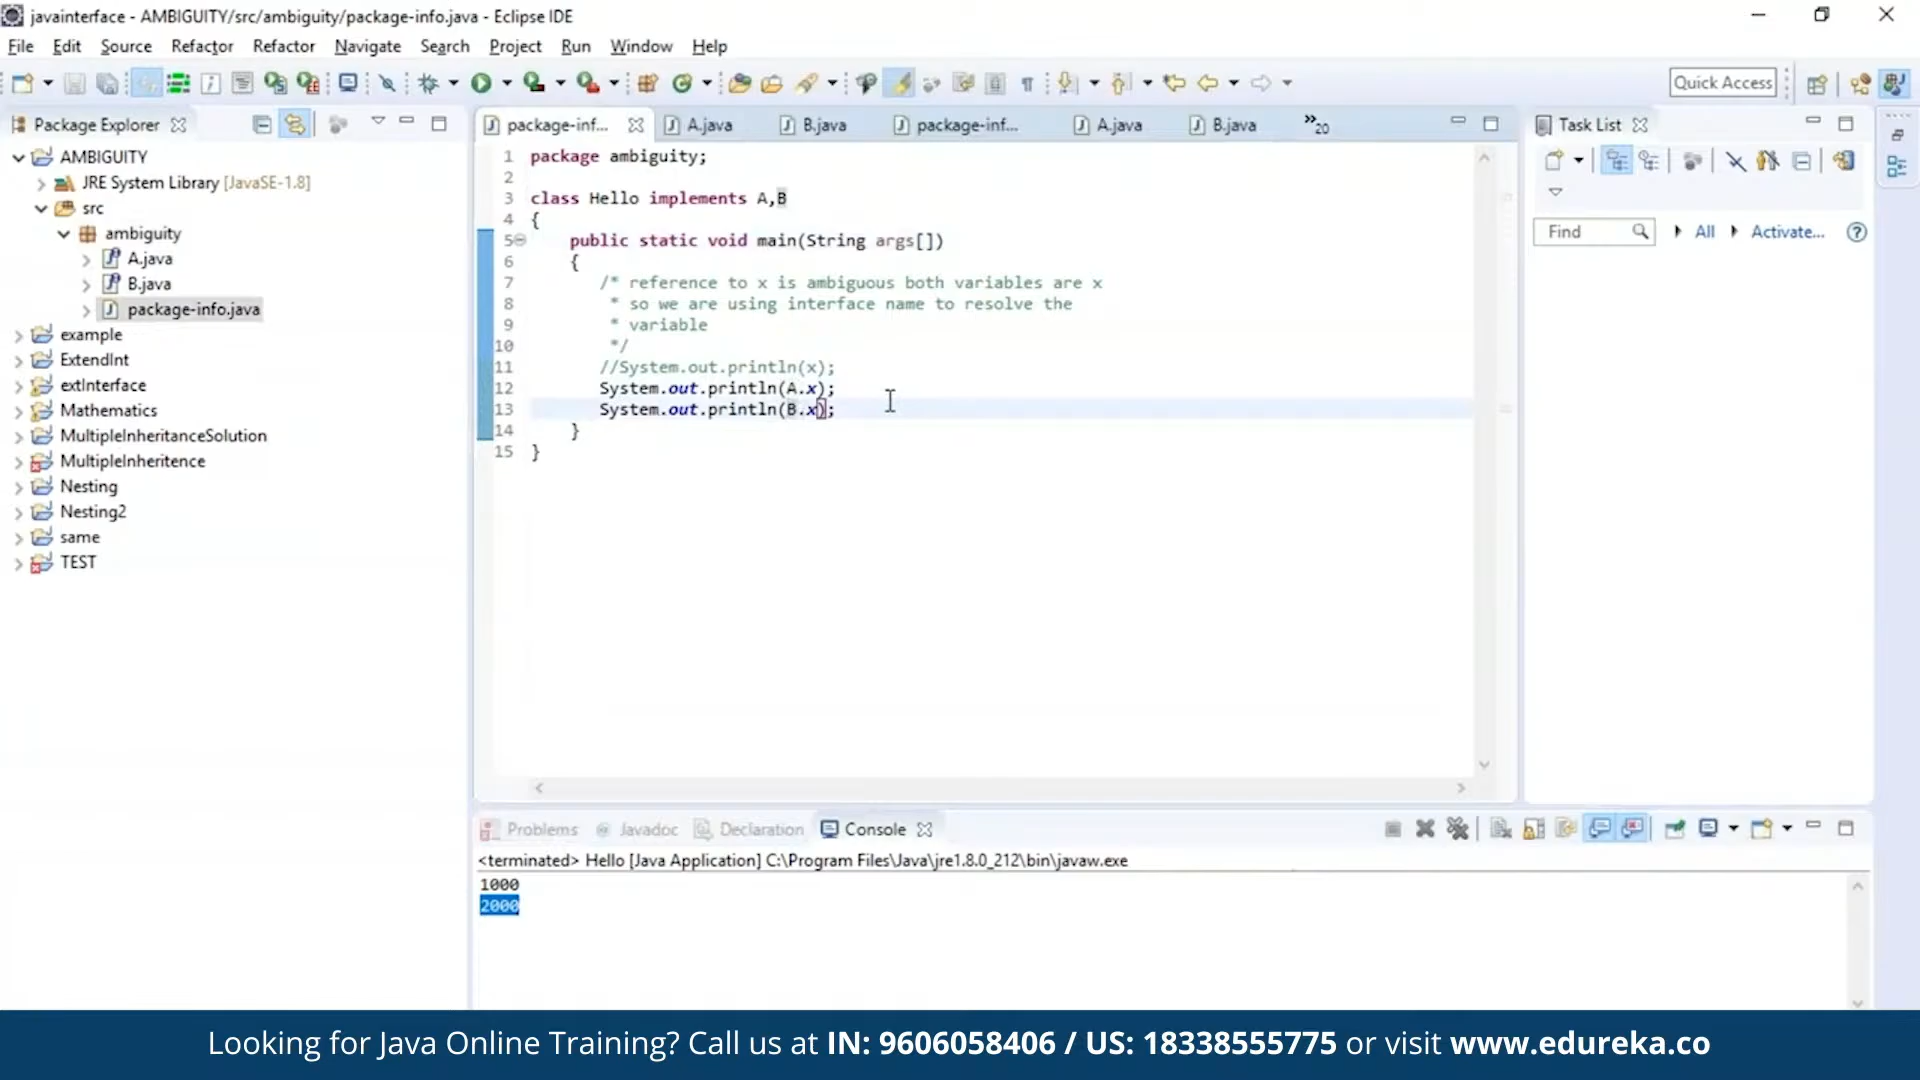 javainterface - AMBIGUITY/src/ambiguity/package-info.java - Eclipse IDE
File Edit Source Refactor Refactor Navigate Search Project Run Window Help
Quick Access
Package Explorer
AMBIGUITY
JRE System Library [JavaSE-1.8]
src
ambiguity
A.java
B.java
package-info.java
example
ExtendInt
extInterface
Mathematics
MultipleInheritanceSolution
MultipleInheritence
Nesting
Nesting2
same
TEST
package-inf... A.java B.java package-inf... A.java B.java »20
1 package ambiguity;
2
3 class Hello implements A,B
4 {
5 public static void main(String args[])
6 {
7 /* reference to x is ambiguous both variables are x
8 * so we are using interface name to resolve the
9 * variable
10 */
11 //System.out.println(x);
12 System.out.println(A.x);
13 System.out.println(B.x);
14 }
15 }
Task List
Find All Activate...
Problems @ Javadoc Declaration Console
<terminated> Hello [Java Application] C:\Program Files\Java\jre1.8.0_212\bin\javaw.exe
1000
2000
Looking for Java Online Training? Call us at IN: 9606058406 / US: 18338555775 or visit www.edureka.co